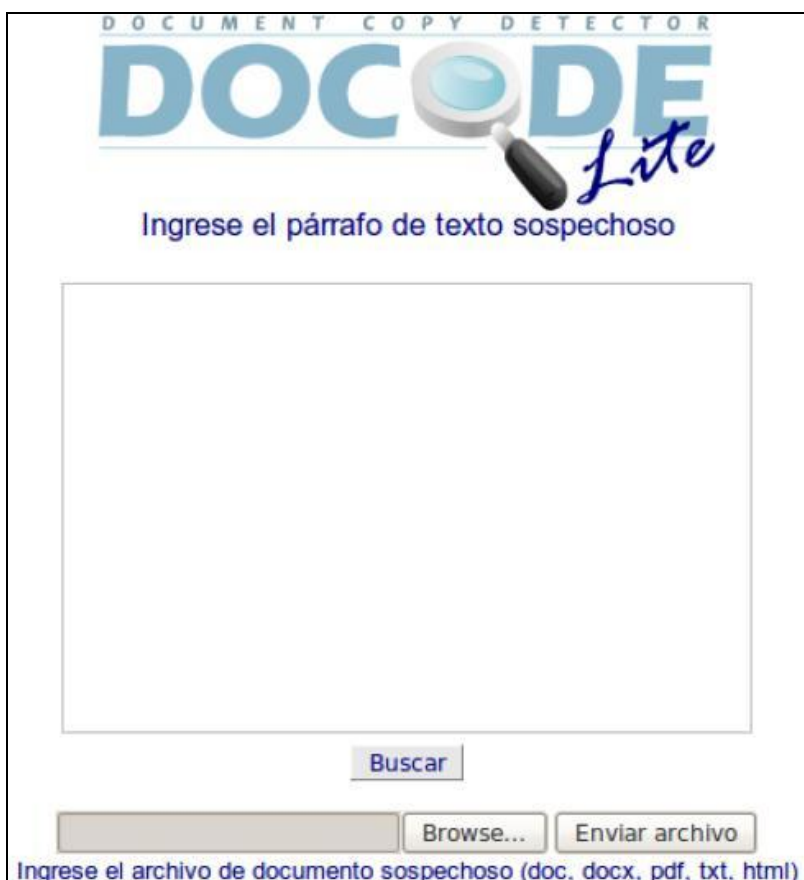 DOCUMENT COPY DETECTOR
DOCODE
Lite
Ingrese el párrafo de texto sospechoso
Buscar
Browse... Enviar archivo
Ingrese el archivo de documento sospechoso (doc, docx, pdf, txt, html)